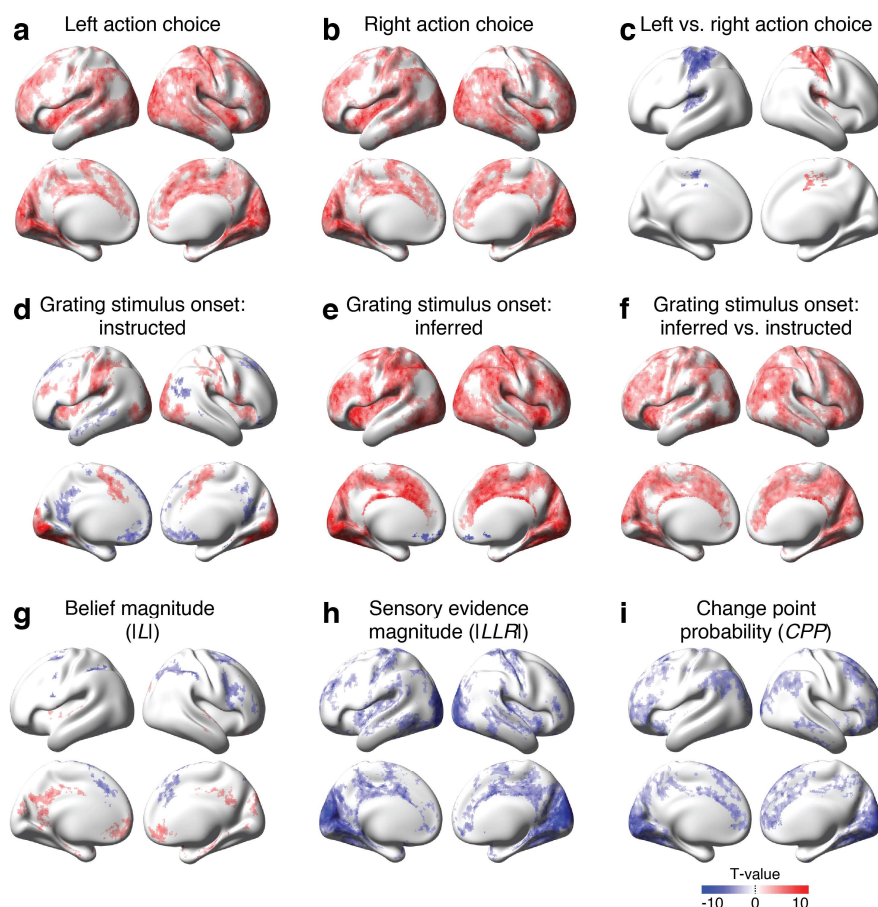 a Left action choice
b Right action choice
c Left vs. right action choice
d Grating stimulus onset:
instructed
e Grating stimulus onset:
inferred
f Grating stimulus onset:
inferred vs. instructed
g Belief magnitude
(|L|)
h Sensory evidence
magnitude (|LLR|)
i Change point
probability (CPP)
T-value
-10 0 10